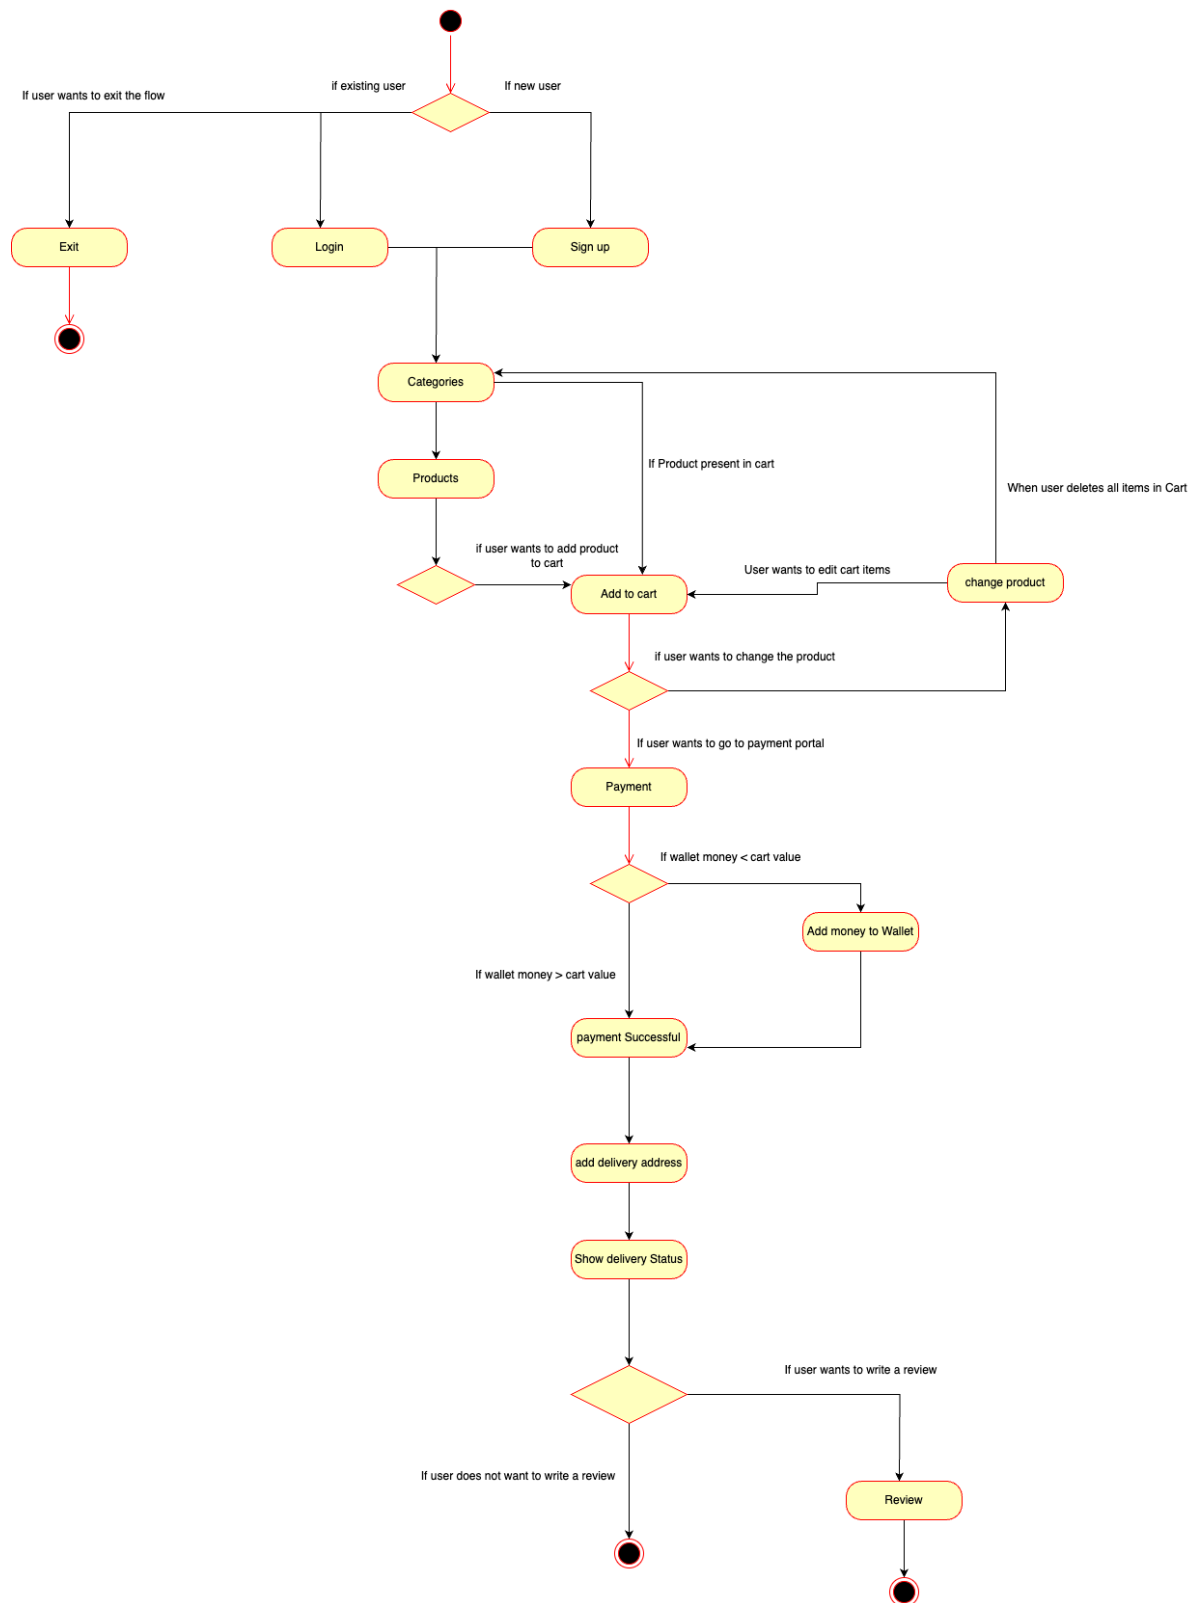 if existing user
If new user
If user wants to exit the flow
Exit
Login
Sign up
Categories
If Product present in cart
Products
When user deletes all items in Cart
if user wants to add product
to cart
User wants to edit cart items
change product
Add to cart
if user wants to change the product
If user wants to go to payment portal
Payment
If wallet money < cart value
Add money to Wallet
If wallet money > cart value
payment Successful
add delivery address
Show delivery Status
If user wants to write a review
If user does not want to write a review
Review